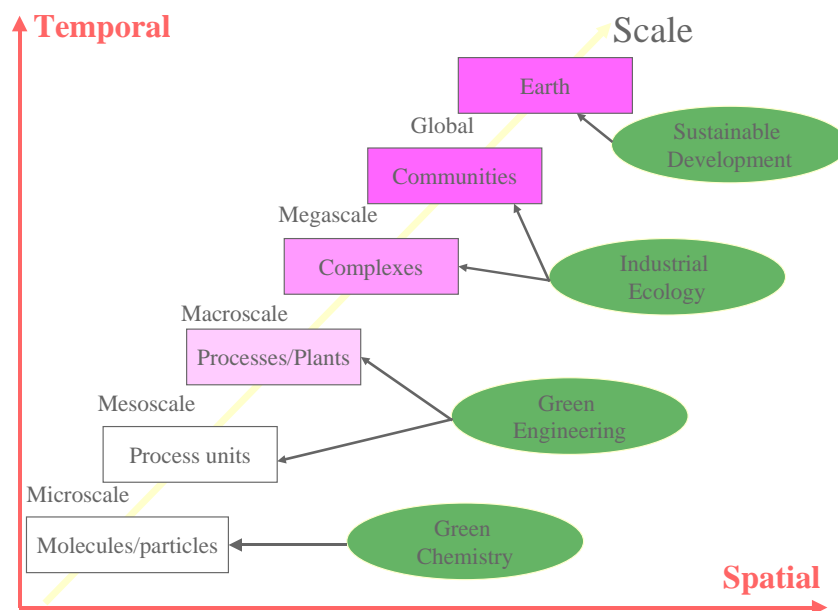 Temporal
Scale
Earth
Global
Sustainable
Development
Communities
Megascale
Complexes
Industrial
Ecology
Macroscale
Processes/Plants
Mesoscale
Green
Engineering
Process units
Microscale
Molecules/particles
Green
Chemistry
Spatial